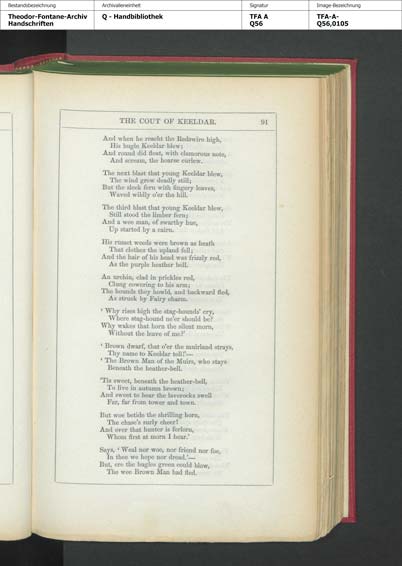 Bestandsbezeichnung
Archivalieneinheit
Signatur
Image-Bezeichnung
Theodor-Fontane-Archiv
Handschriften
Q - Handbibliothek
TFA A
Q56
TFA-A-
Q56,0105
THE COUT OF KEELDAR. 91
And when he reacht the Redswire high,
His bugle Keeldar blew;
And round did float, with clamorous note,
And scream, the hoarse curlew.
The next blast that young Keeldar blew,
The wind grew deadly still;
But the sleek fern with fingery leaves,
Waved wildly o'er the hill.
The third blast that young Keeldar blew,
Still stood the limber fern;
And a wee man, of swarthy hue,
Up started by a cairn.
His russet weeds were brown as heath
That clothes the upland fell;
And the hair of his head was frizzly red,
As the purple heather bell.
An urchin, clad in prickles red,
Clung cowering to his arm;
The hounds they howld, and backward fled,
As struck by Fairy charm.
' Why rises high the stag-hounds' cry,
Where stag-hound ne'er should be?
Why wakes that horn the silent morn,
Without the leave of me?'
' Brown dwarf, that o'er the muirland strays,
Thy name to Keeldar tell!'—
' The Brown Man of the Muirs, who stays
Beneath the heather-bell.
'Tis sweet, beneath the heather-bell,
To live in autumn brown;
And sweet to hear the laverocks swell
Far, far from tower and town.
But woe betide the shrilling horn,
The chase's surly cheer!
And ever that hunter is forlorn,
Whom first at morn I hear.'
Says, ' Weal nor woe, nor friend nor foe,
In thee we hope nor dread.'—
But, ere the bugles green could blow,
The wee Brown Man had fled.